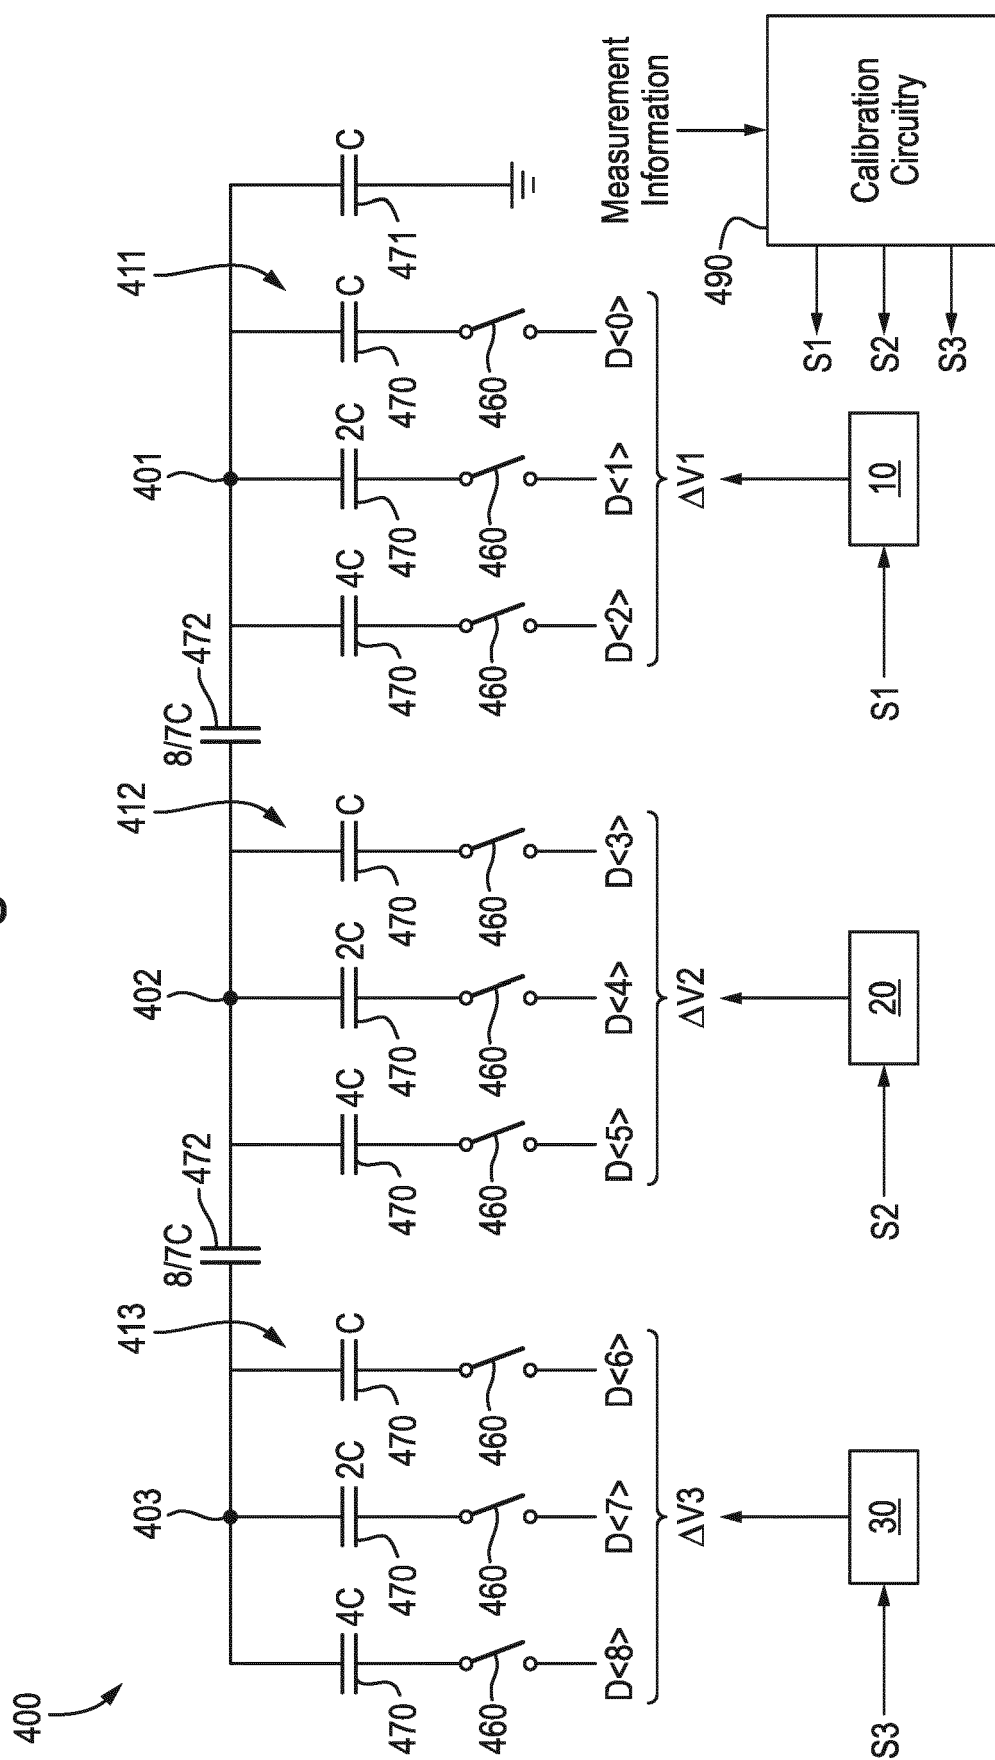 400
403
413
8/7C
472
402
412
8/7C
472
401
411
4C
470
2C
470
C
470
4C
470
2C
470
C
470
4C
470
2C
470
C
470
C
471
460
460
460
460
460
460
460
460
460
D<8>
D<7>
D<6>
D<5>
D<4>
D<3>
D<2>
D<1>
D<0>
ΔV3
ΔV2
ΔV1
S3
30
S2
20
S1
10
Measurement
Information
490
Calibration
Circuitry
S1
S2
S3